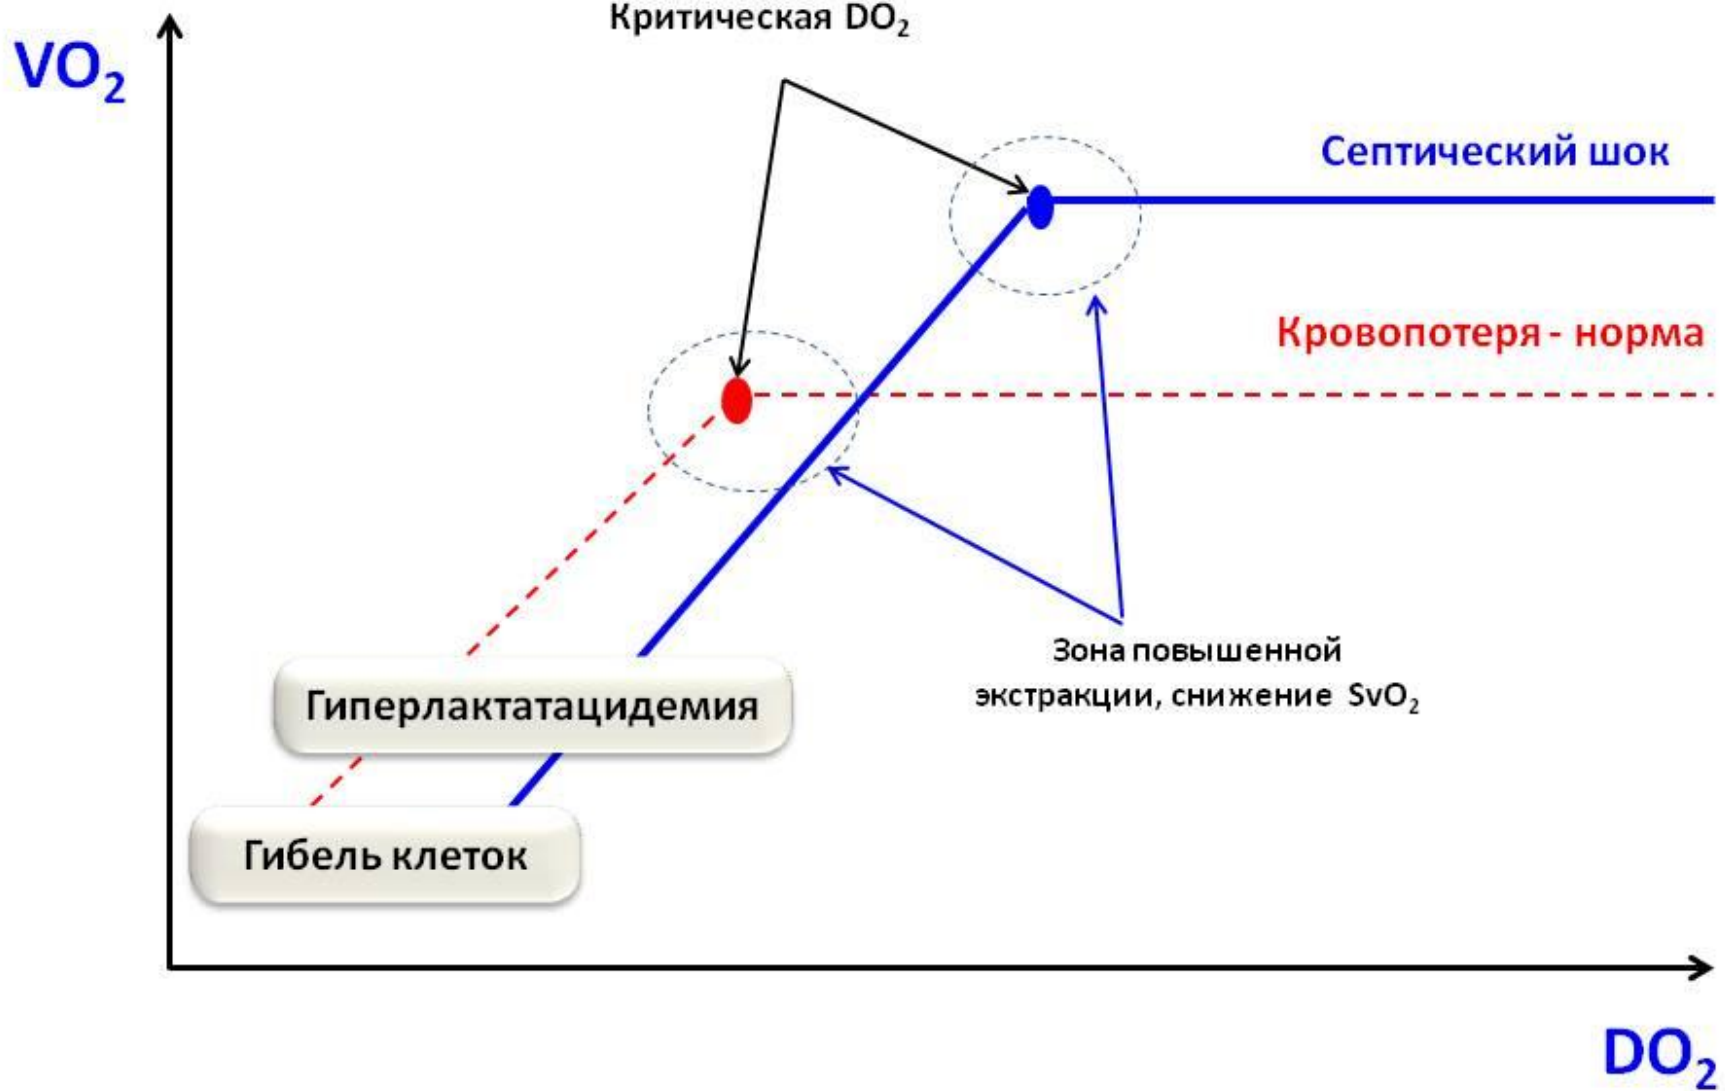 Критическая DO₂
VO₂
Септический шок
Кровопотеря - норма
Зона повышенной
экстракции, снижение SvO₂
Гиперлактатацидемия
Гибель клеток
DO₂